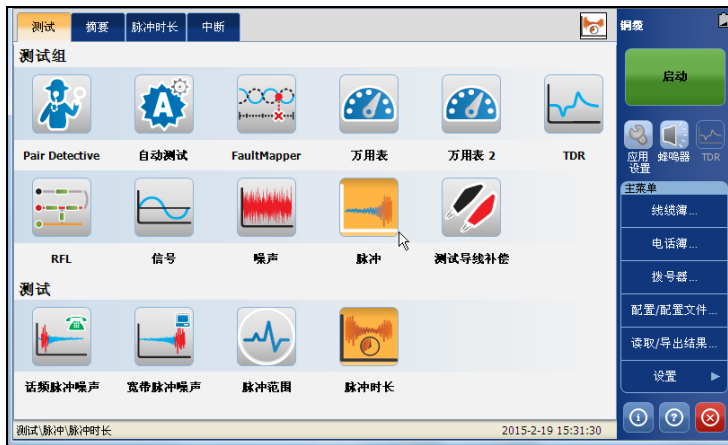 测试 摘要 脉冲时长 中断
铜缆
测试组
启动
Pair Detective 自动测试 FaultMapper 万用表 万用表 2 TDR
应用设置 蜂鸣器 TDR
主菜单
线缆簿...
RFL 信号 噪声 脉冲 测试导线补偿
电话簿...
测试
拨号器...
配置/配置文件...
读取/导出结果...
话频脉冲噪声 宽带脉冲噪声 脉冲范围 脉冲时长
设置
测试\脉冲\脉冲时长
2015-2-19 15:31:30